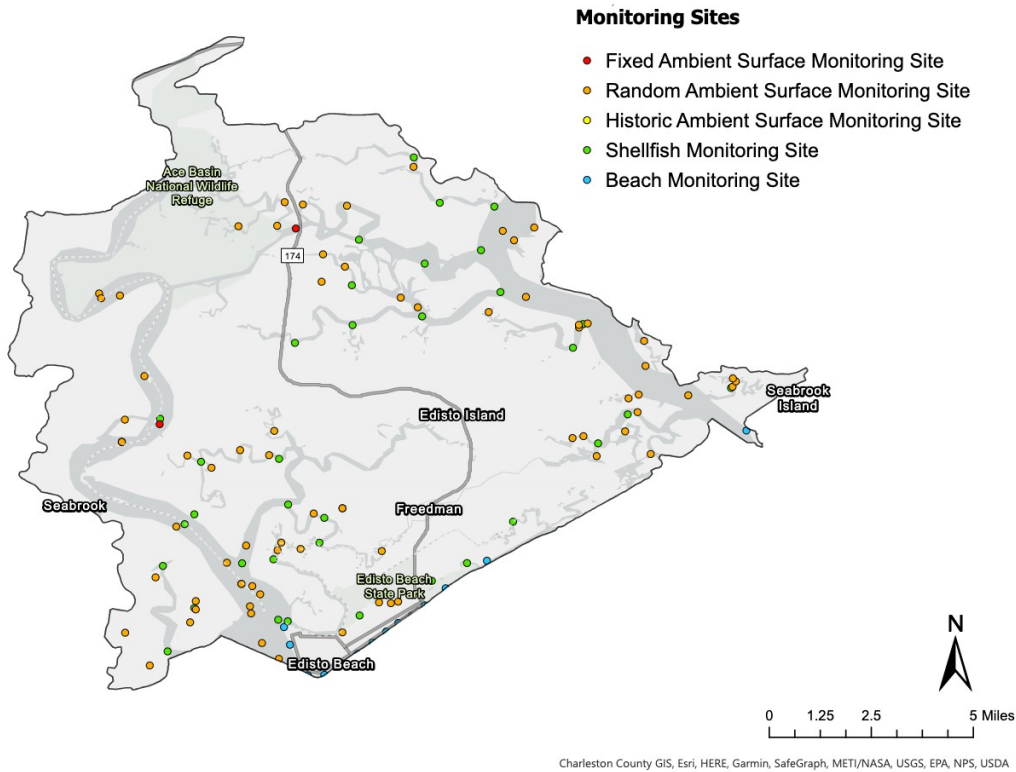 Monitoring Sites
Fixed Ambient Surface Monitoring Site
Random Ambient Surface Monitoring Site
Historic Ambient Surface Monitoring Site
Shellfish Monitoring Site
Beach Monitoring Site
Ace Basin
National Wildlife
Refuge
174
Seabrook
Island
Edisto Island
Seabrook
Freedman
Edisto Beach
State Park
Edisto Beach
N
0 1.25 2.5 5 Miles
Charleston County GIS, Esri, HERE, Garmin, SafeGraph, METI/NASA, USGS, EPA, NPS, USDA